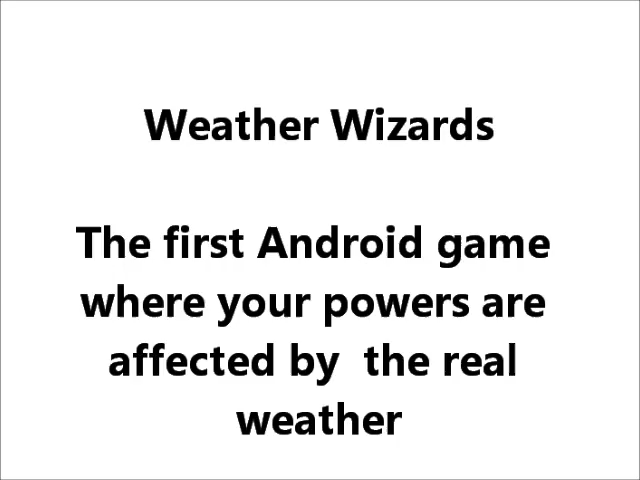 Weather Wizards
The first Android game
where your powers are
affected by  the real
weather